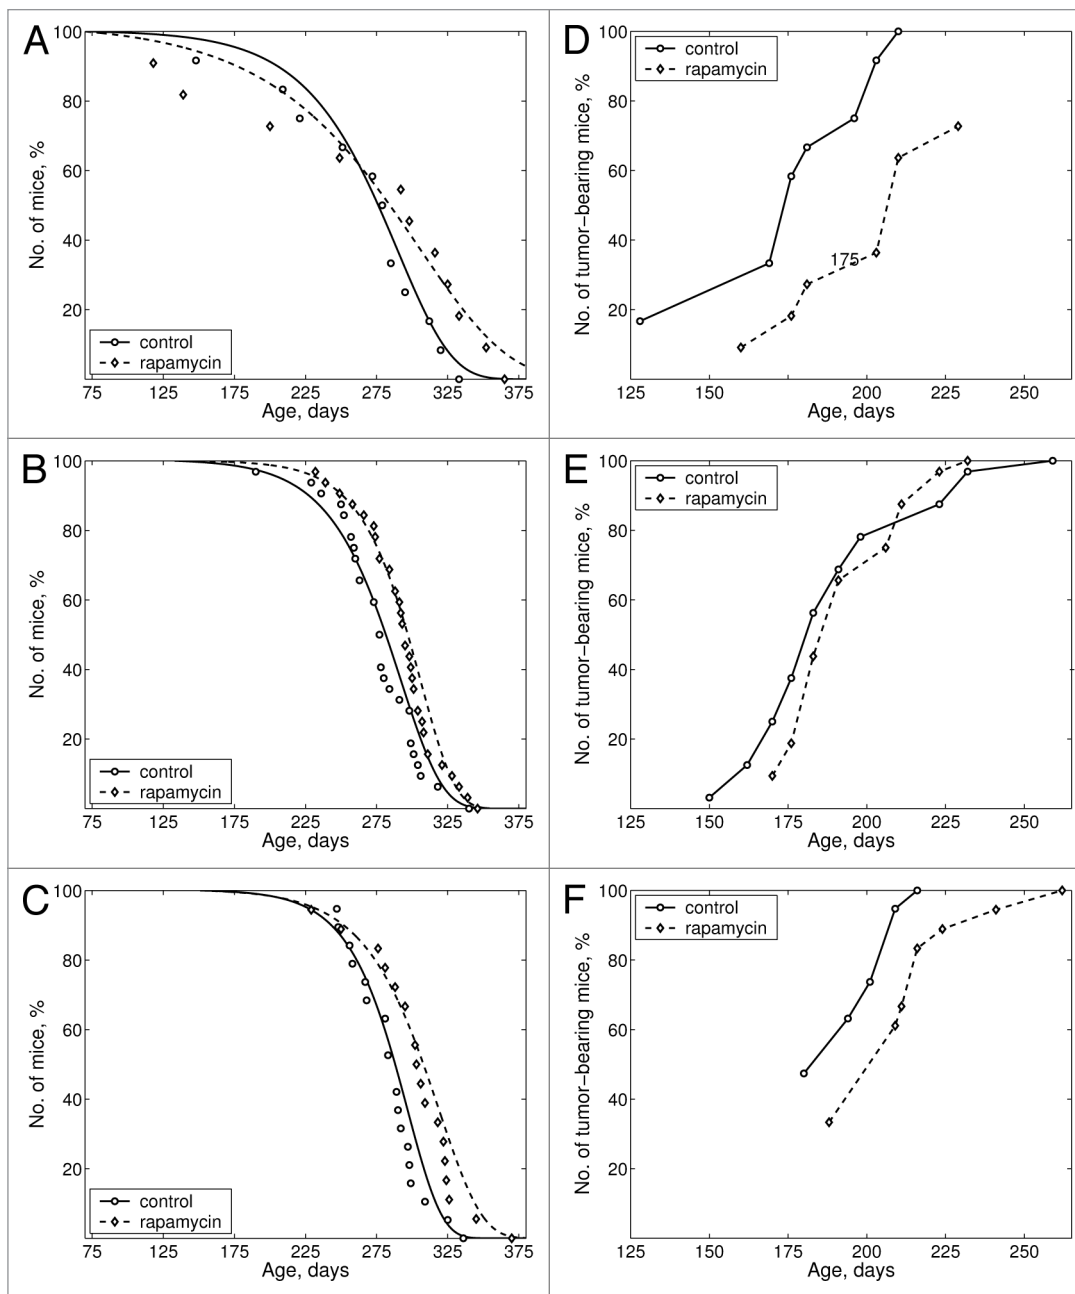 A
No. of mice, %
100
80
60
40
20
control
rapamycin
75 125 175 225 275 325 375
Age, days
D
No. of tumor−bearing mice, %
100
80
60
40
20
control
rapamycin
175
125 150 200 225 250
Age, days
B
No. of mice, %
100
80
60
40
20
control
rapamycin
75 125 175 225 275 325 375
Age, days
E
No. of tumor−bearing mice, %
100
80
60
40
20
control
rapamycin
125 150 175 200 225 250
Age, days
C
No. of mice, %
100
80
60
40
20
control
rapamycin
75 125 175 225 275 325 375
Age, days
F
No. of tumor−bearing mice, %
100
80
60
40
20
control
rapamycin
125 150 175 200 225 250
Age, days